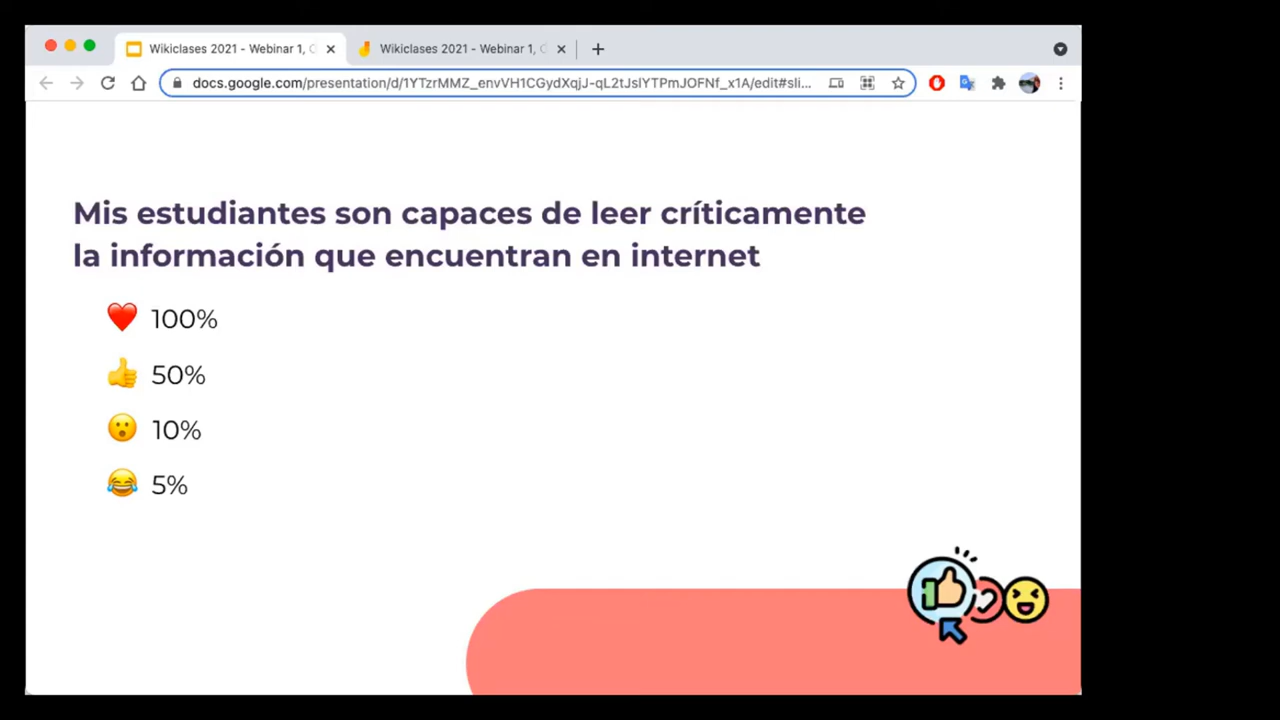 Wikiclases 2021 - Webinar 1, C
Wikiclases 2021 - Webinar 1, C
docs.google.com/presentation/d/1YTzrMMZ_envVH1CGydXqjJ-qL2tJslYTPmJOFNf_x1A/edit#sli...
Mis estudiantes son capaces de leer críticamente
la información que encuentran en internet
❤️ 100%
👍 50%
😮 10%
😂 5%